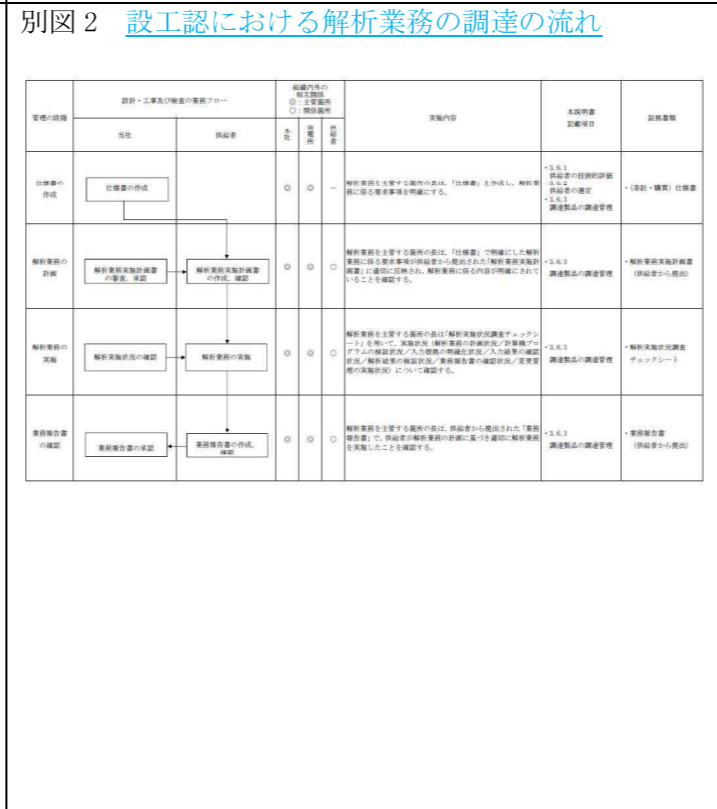 別図 2 設工認における解析業務の調達の流れ
管理の段階
設計・工事及び検査の業務フロー
当社
供給者
組織内外の
相互関係
◎:主管箇所
○:関係箇所
本社
発電所
供給者
実施内容
本説明書
記載項目
証拠書類
仕様書の
作成
仕様書の作成
◎
◎
－
解析業務を主管する箇所の長は、「仕様書」を作成し、解析業
務に係る要求事項を明確にする。
・3.6.1
供給者の技術的評価
・3.6.2
供給者の選定
・3.6.3
調達製品の調達管理
・(委託・購買)仕様書
解析業務の
計画
解析業務実施計画書
の審査、承認
解析業務実施計画書
の作成、確認
◎
◎
○
解析業務を主管する箇所の長は、「仕様書」で明確にした解析
業務に係る要求事項が供給者から提出された「解析業務実施計
画書」に適切に反映され、解析業務に係る内容が明確にされて
いることを確認する。
・3.6.3
調達製品の調達管理
・解析業務実施計画書
(供給者から提出)
解析業務の
実施
解析実施状況の確認
解析業務の実施
◎
◎
○
解析業務を主管する箇所の長は「解析実施状況調査チェックシ
ート」を用いて、実施状況(解析業務の計画状況/計算機プロ
グラムの検証状況/入力根拠の明確化状況/入力結果の確認
状況/解析結果の検証状況/業務報告書の確認状況/変更管
理の実施状況)について確認する。
・3.6.3
調達製品の調達管理
・解析実施状況調査
チェックシート
業務報告書
の確認
業務報告書の承認
業務報告書の作成、
確認
◎
◎
○
解析業務を主管する箇所の長は、供給者から提出された「業務
報告書」で、供給者が解析業務の計画に基づき適切に解析業務
を実施したことを確認する。
・3.6.3
調達製品の調達管理
・業務報告書
(供給者から提出)